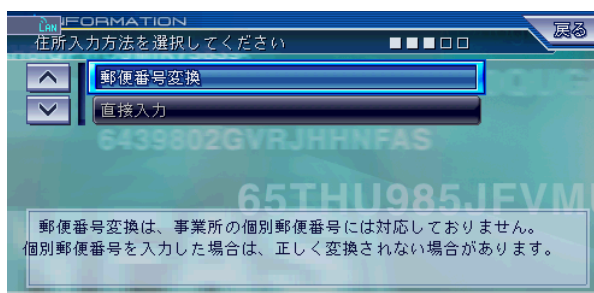 LAN
INFORMATION
住所入力方法を選択してください ■■■□□
戻る
郵便番号変換
直接入力
6439802GVRJHHNFAS
65THU985JFVM
郵便番号変換は、事業所の個別郵便番号には対応しておりません。
個別郵便番号を入力した場合は、正しく変換されない場合があります。